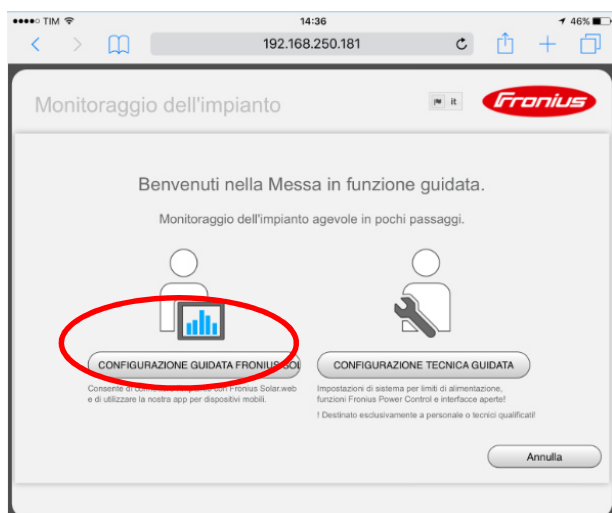 TIM 14:36 46%
192.168.250.181
Monitoraggio dell'impianto it Fronius
Benvenuti nella Messa in funzione guidata.
Monitoraggio dell'impianto agevole in pochi passaggi.
CONFIGURAZIONE GUIDATA FRONIUS SOL CONFIGURAZIONE TECNICA GUIDATA
Consente di con Fronius Solar.web
e di utilizzare la nostra app per dispositivi mobili.
Impostazioni di sistema per limiti di alimentazione,
funzioni Fronius Power Control e interfacce aperte!
! Destinato esclusivamente a personale o tecnici qualificati!
Annulla